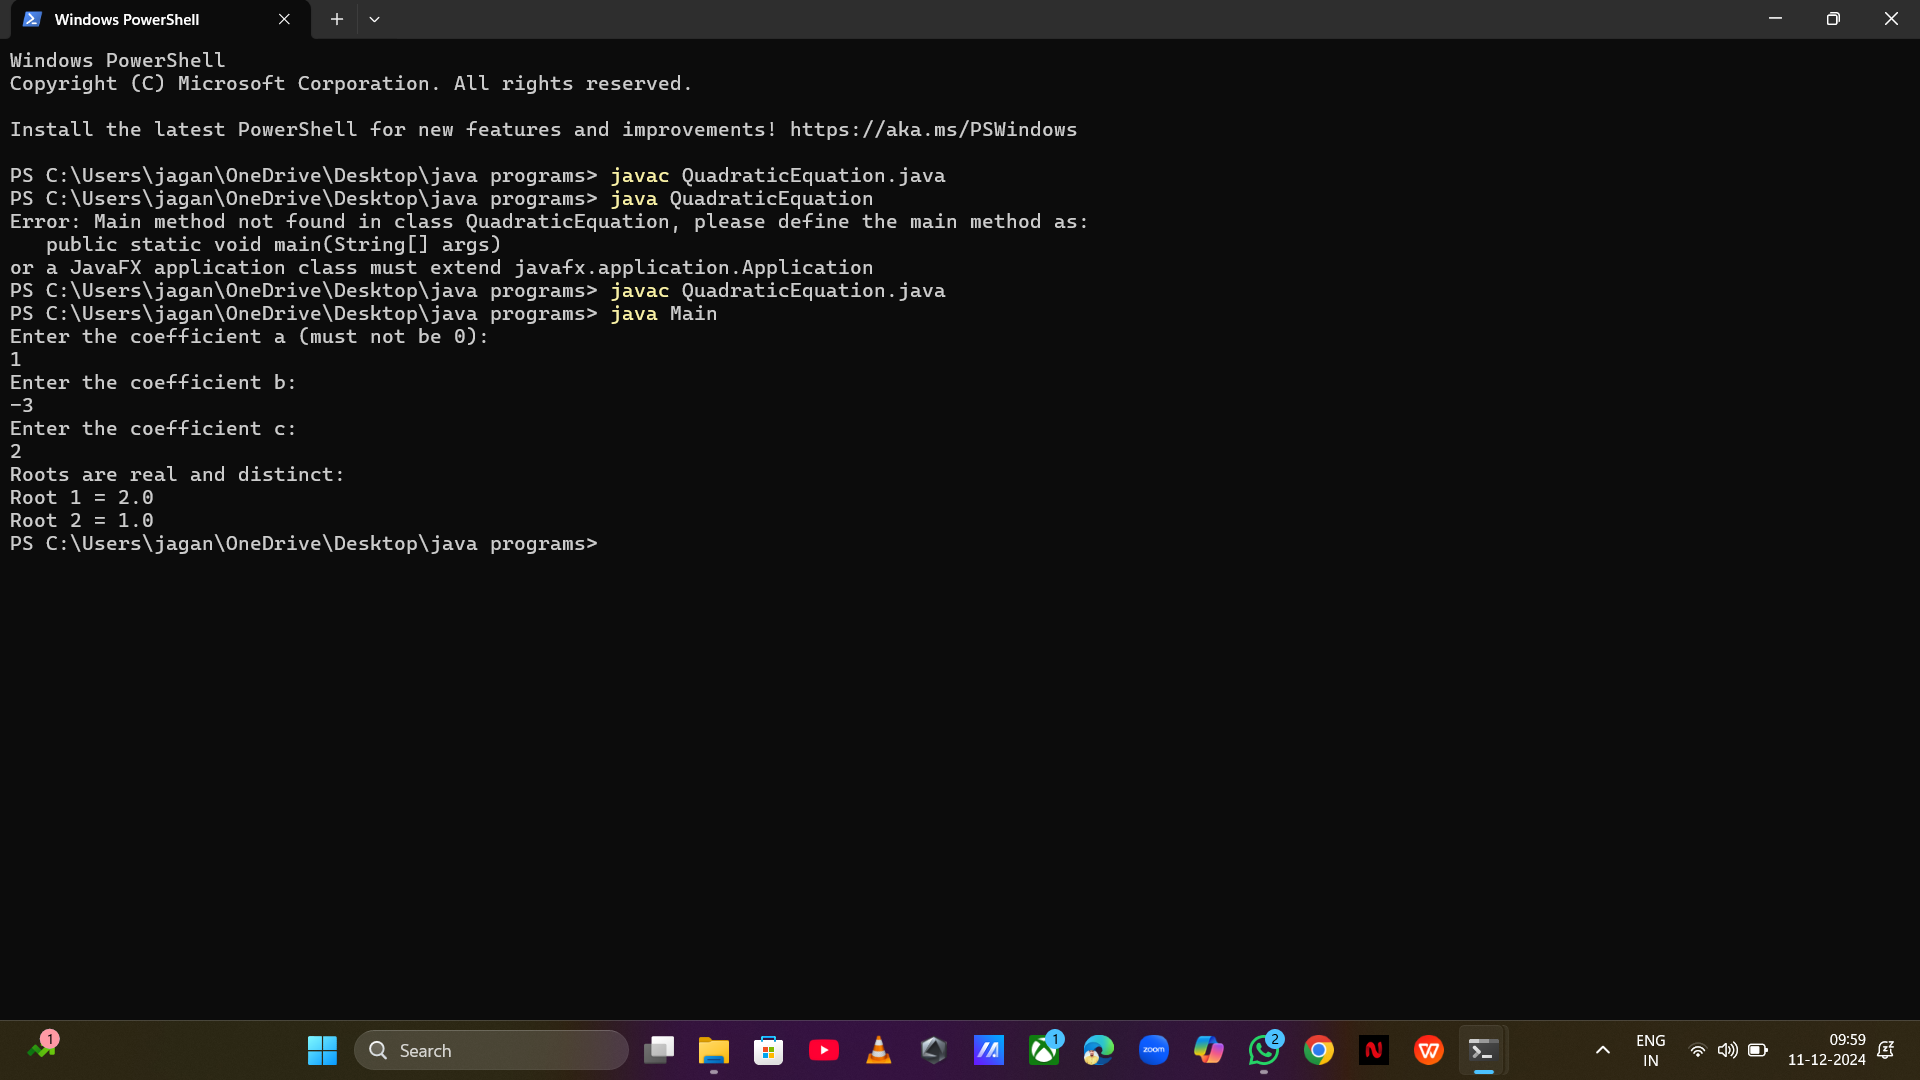 Windows PowerShell
Windows PowerShell
Copyright (C) Microsoft Corporation. All rights reserved.
Install the latest PowerShell for new features and improvements! https://aka.ms/PSWindows
PS C:\Users\jagan\OneDrive\Desktop\java programs> javac QuadraticEquation.java
PS C:\Users\jagan\OneDrive\Desktop\java programs> java QuadraticEquation
Error: Main method not found in class QuadraticEquation, please define the main method as:
   public static void main(String[] args)
or a JavaFX application class must extend javafx.application.Application
PS C:\Users\jagan\OneDrive\Desktop\java programs> javac QuadraticEquation.java
PS C:\Users\jagan\OneDrive\Desktop\java programs> java Main
Enter the coefficient a (must not be 0):
1
Enter the coefficient b:
-3
Enter the coefficient c:
2
Roots are real and distinct:
Root 1 = 2.0
Root 2 = 1.0
PS C:\Users\jagan\OneDrive\Desktop\java programs>
1
Search
1
zoom
2
ENG
IN
09:59
11-12-2024